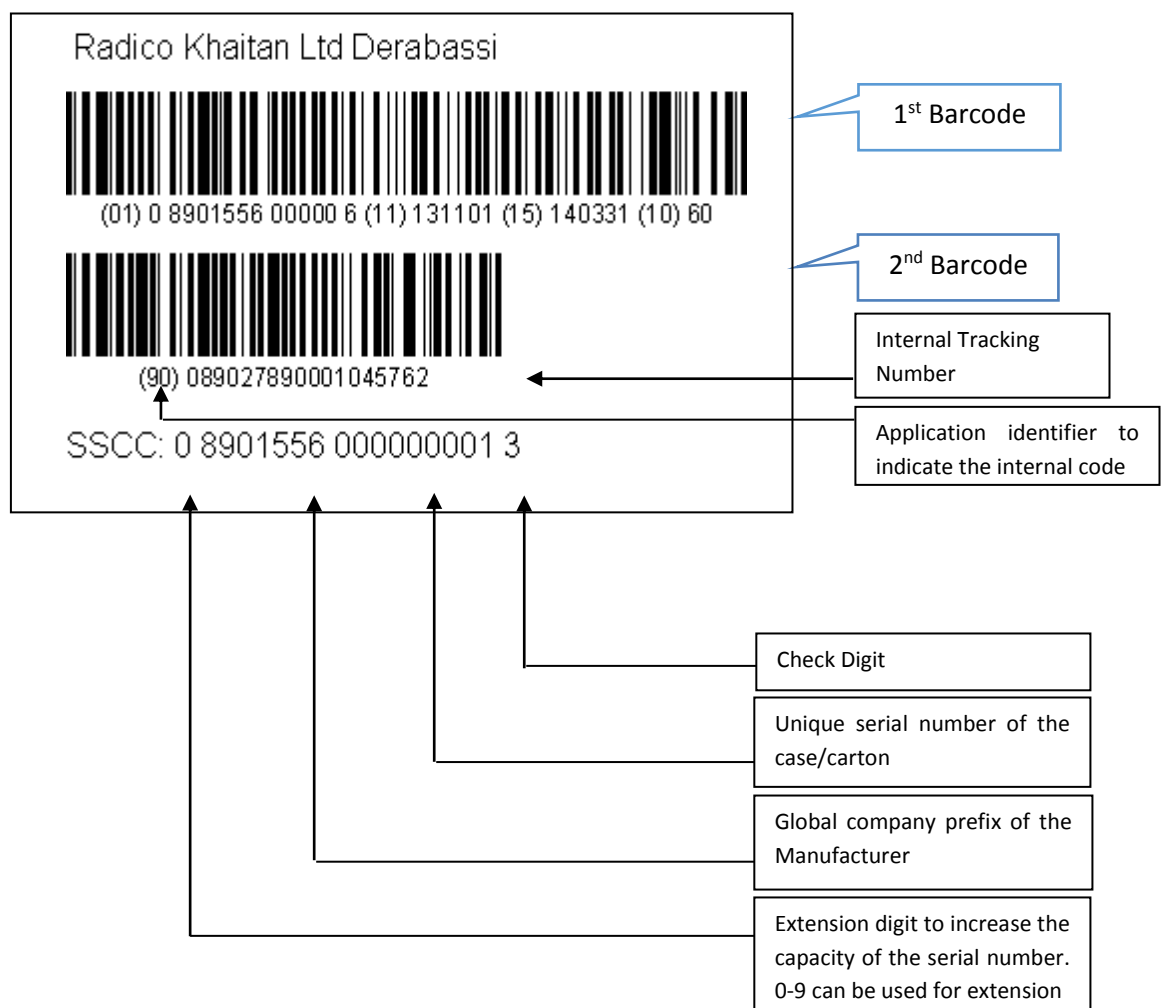 Radico Khaitan Ltd Derabassi
(01) 0 8901556 00000 6 (11) 131101 (15) 140331 (10) 60
1st Barcode
(90) 089027890001045762
2nd Barcode
Internal Tracking
Number
SSCC: 0 8901556 000000001 3
Application identifier to
indicate the internal code
Check Digit
Unique serial number of the
case/carton
Global company prefix of the
Manufacturer
Extension digit to increase the
capacity of the serial number.
0-9 can be used for extension